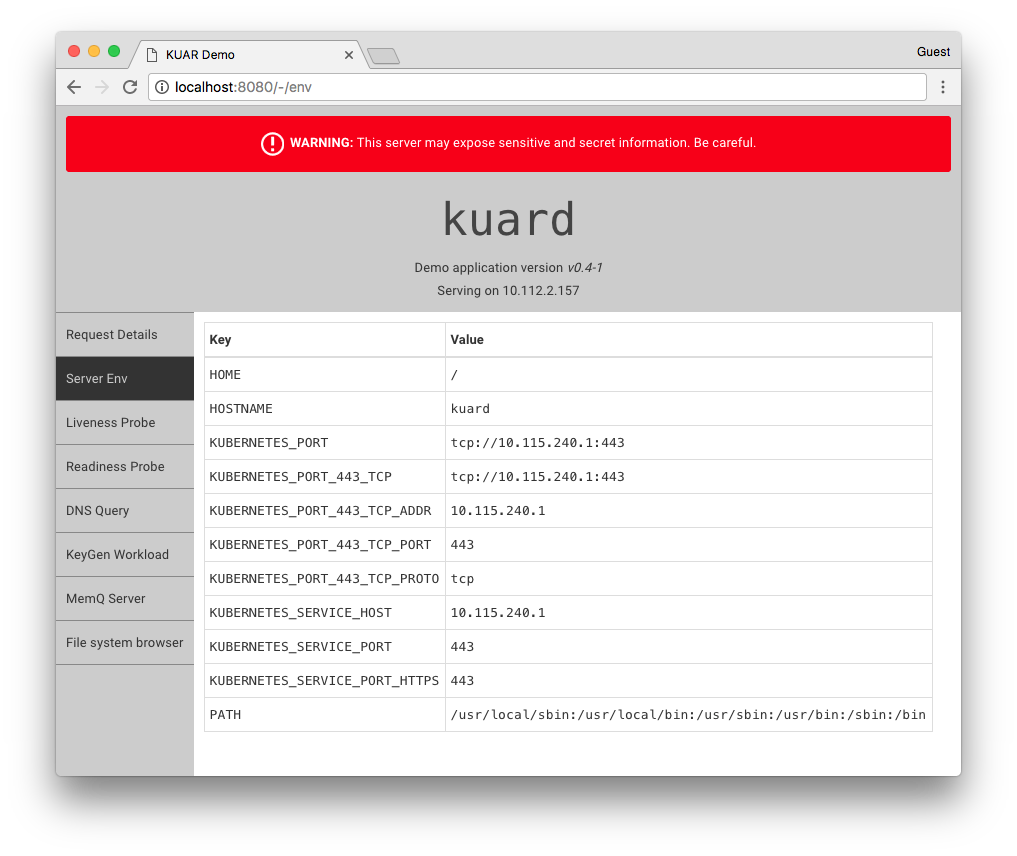 KUAR Demo
Guest
localhost:8080/-/env
WARNING: This server may expose sensitive and secret information. Be careful.
kuard
Demo application version v0.4-1
Serving on 10.112.2.157
Request Details
Server Env
Liveness Probe
Readiness Probe
DNS Query
KeyGen Workload
MemQ Server
File system browser
Key Value
HOME /
HOSTNAME kuard
KUBERNETES_PORT tcp://10.115.240.1:443
KUBERNETES_PORT_443_TCP tcp://10.115.240.1:443
KUBERNETES_PORT_443_TCP_ADDR 10.115.240.1
KUBERNETES_PORT_443_TCP_PORT 443
KUBERNETES_PORT_443_TCP_PROTO tcp
KUBERNETES_SERVICE_HOST 10.115.240.1
KUBERNETES_SERVICE_PORT 443
KUBERNETES_SERVICE_PORT_HTTPS 443
PATH /usr/local/sbin:/usr/local/bin:/usr/sbin:/usr/bin:/sbin:/bin